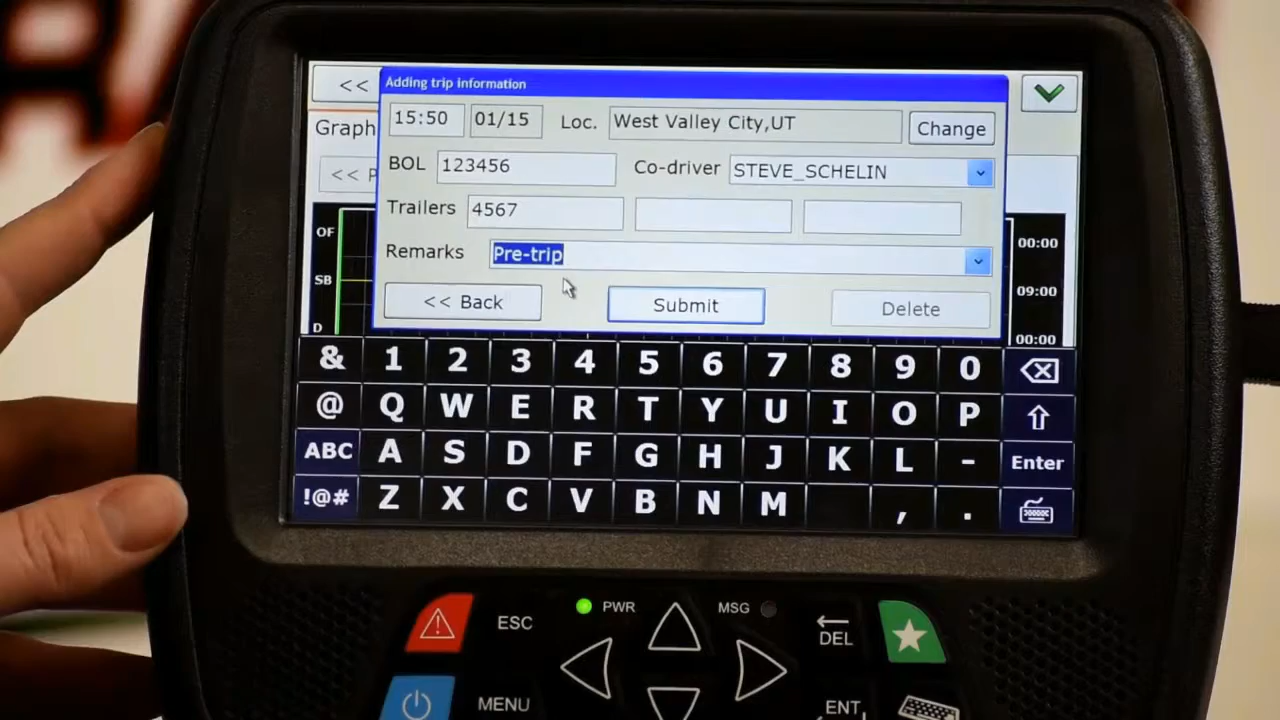 <<
Adding trip information
15:50 01/15 Loc. West Valley City,UT Change
Graph
BOL 123456 Co-driver STEVE_SCHELIN
<< P
Trailers 4567
OF 00:00
Remarks Pre-trip
SB 09:00
<< Back Submit Delete
D 00:00
& 1 2 3 4 5 6 7 8 9 0
@ Q W E R T Y U I O P
ABC A S D F G H J K L - Enter
!@# Z X C V B N M , .
ESC PWR MSG DEL
MENU ENT